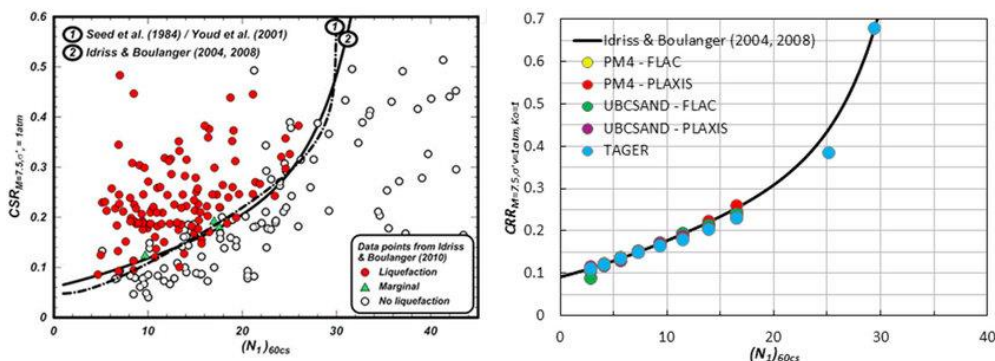 0.6
0.5
0.4
0.3
0.2
0.1
0.0
CSR M=7.5,σ'v = 1atm
1 Seed et al. (1984) / Youd et al. (2001)
2 Idriss & Boulanger (2004, 2008)
1
2
Data points from Idriss
& Boulanger (2010)
Liquefaction
Marginal
No liquefaction
0 10 20 30 40
(N1)60cs
0.7
0.6
0.5
0.4
0.3
0.2
0.1
0
CRR M=7.5, σ'v=1atm, Ko=1
Idriss & Boulanger (2004, 2008)
PM4 - FLAC
PM4 - PLAXIS
UBCSAND - FLAC
UBCSAND - PLAXIS
TAGER
0 10 20 30 40
(N1)60cs